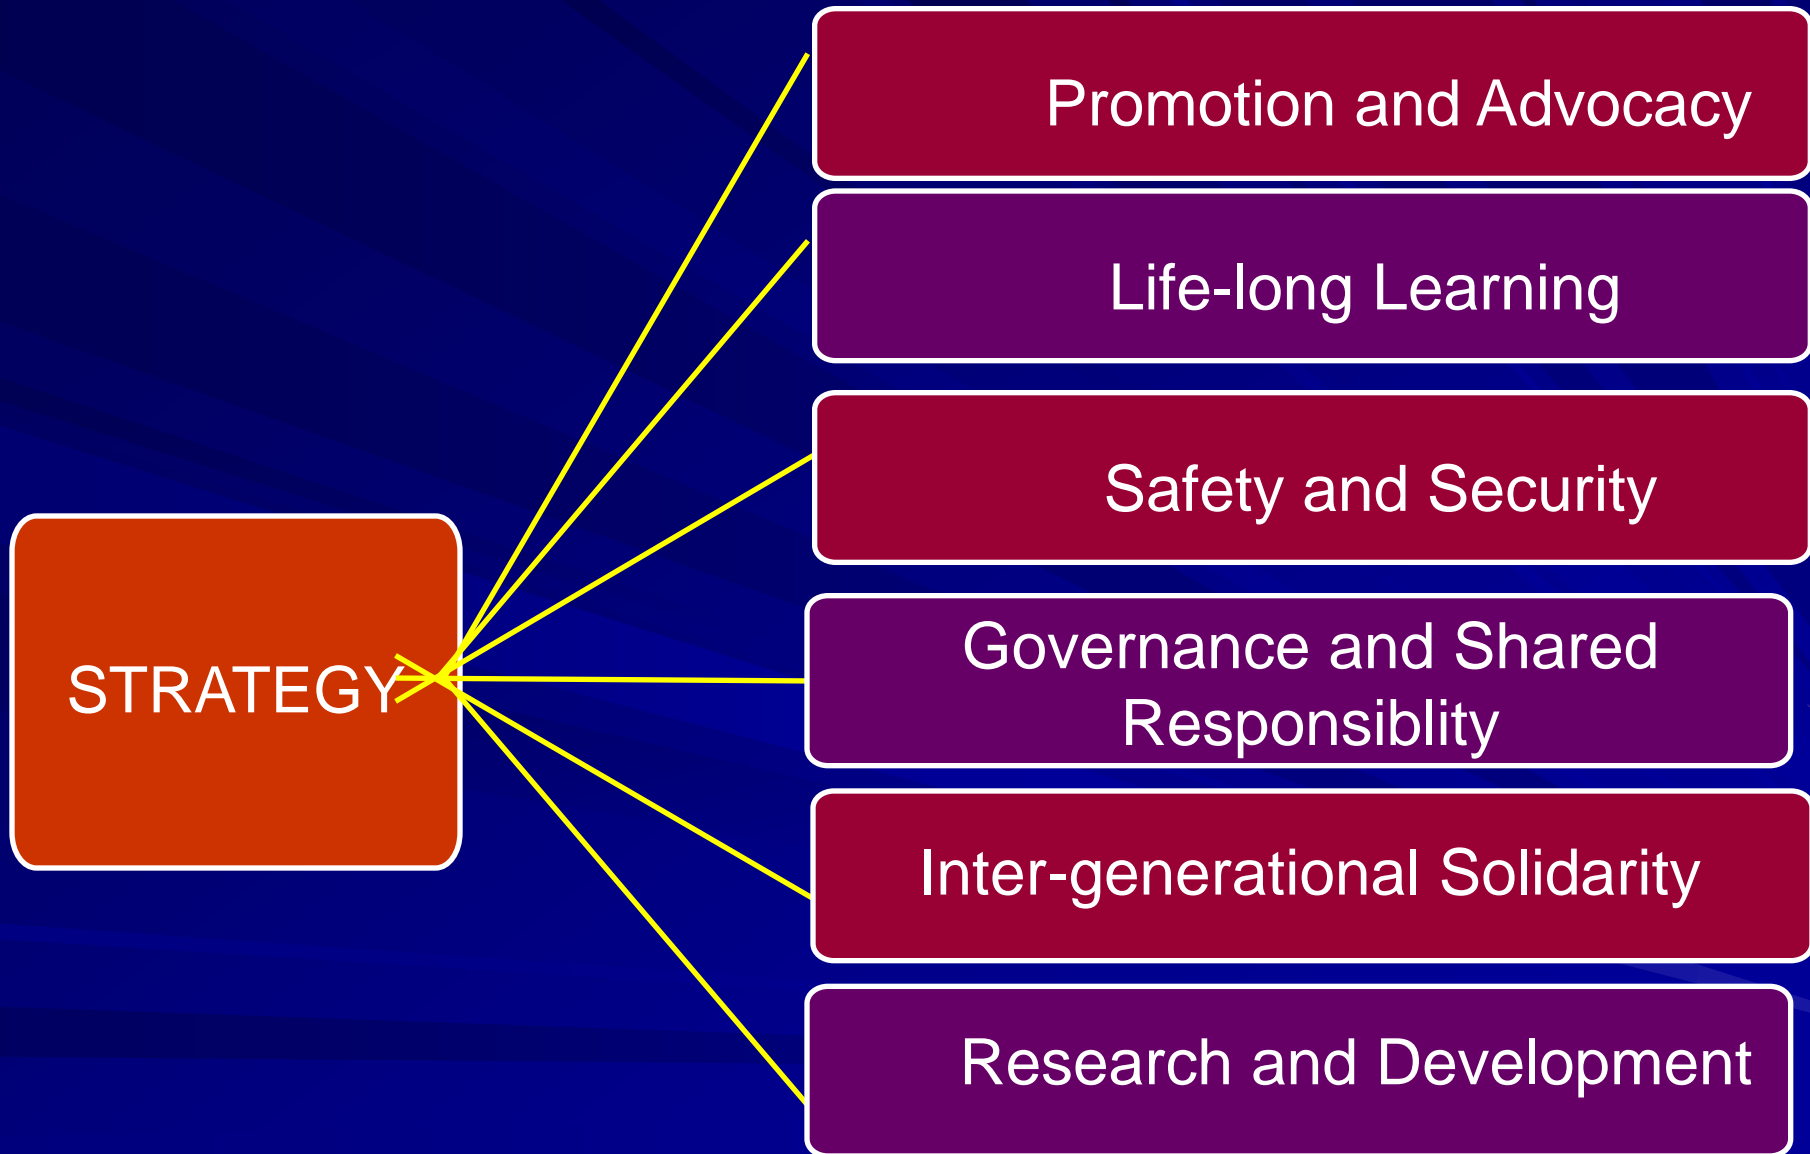 STRATEGY
Promotion and Advocacy
Life-long Learning
Safety and Security
Governance and Shared
Responsiblity
Inter-generational Solidarity
Research and Development